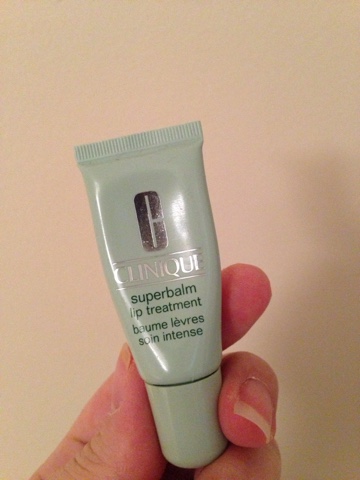 CLINIQUE
superbalm
lip treatment
baume lèvres
soin intense